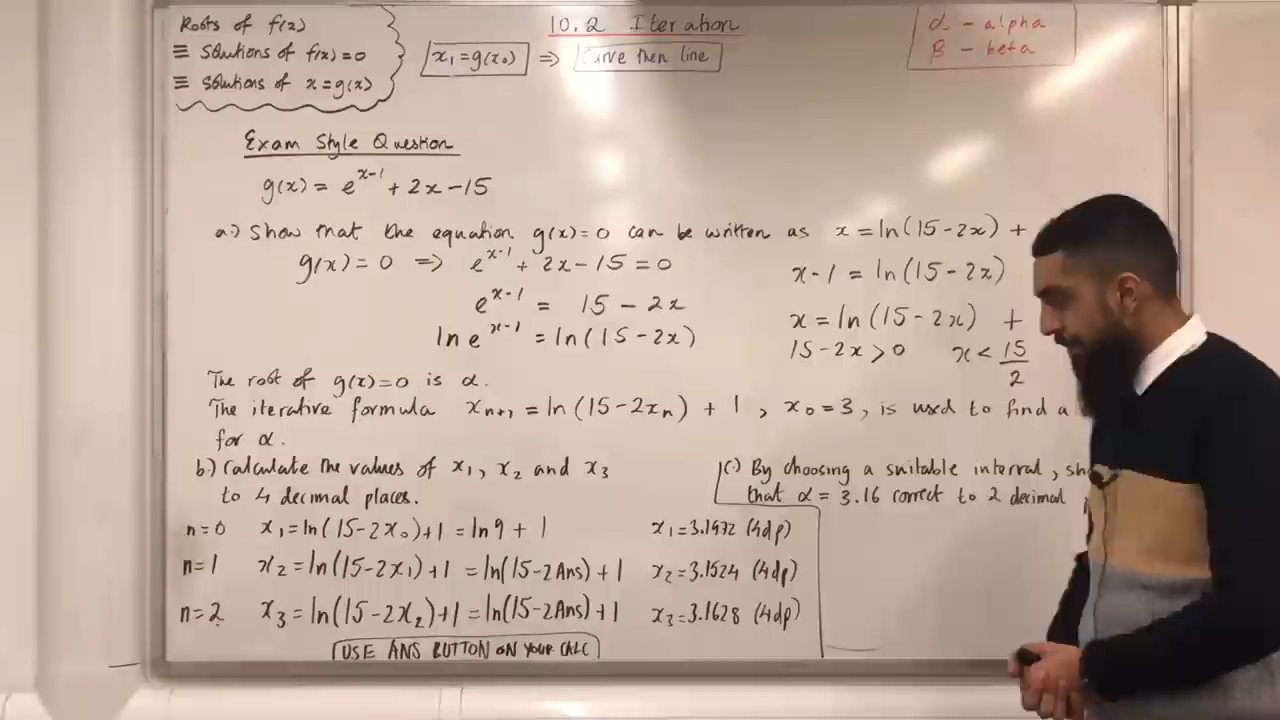 Roots of f(x)
≡ Solutions of f(x)=0
≡ Solutions of x=g(x)
10.2 Iteration
x₁=g(x₀) ⇒ Curve then line
α - alpha
β - beta
Exam Style Question
g(x) = e^(x-1) + 2x - 15
a.) Show that the equation g(x)=0 can be written as x = ln(15-2x) +
g(x)=0 ⇒ e^(x-1) + 2x - 15 = 0
e^(x-1) = 15 - 2x
ln e^(x-1) = ln(15-2x)
x-1 = ln(15-2x)
x = ln(15-2x) +
15-2x>0 x < 15/2
The root of g(x)=0 is α.
The iterative formula xₙ₊₁ = ln(15-2xₙ) + 1, x₀=3, is used to find a
for α.
b.) Calculate the values of x₁, x₂ and x₃
to 4 decimal places.
n=0 x₁=ln(15-2x₀)+1 = ln9 + 1 x₁=3.1972 (4dp)
n=1 x₂=ln(15-2x₁)+1 = ln(15-2Ans)+1 x₂=3.1524 (4dp)
n=2 x₃=ln(15-2x₂)+1 = ln(15-2Ans)+1 x₃=3.1628 (4dp)
USE ANS BUTTON ON YOUR CALC
(c.) By choosing a suitable interval,
that α = 3.16 correct to 2 decimal